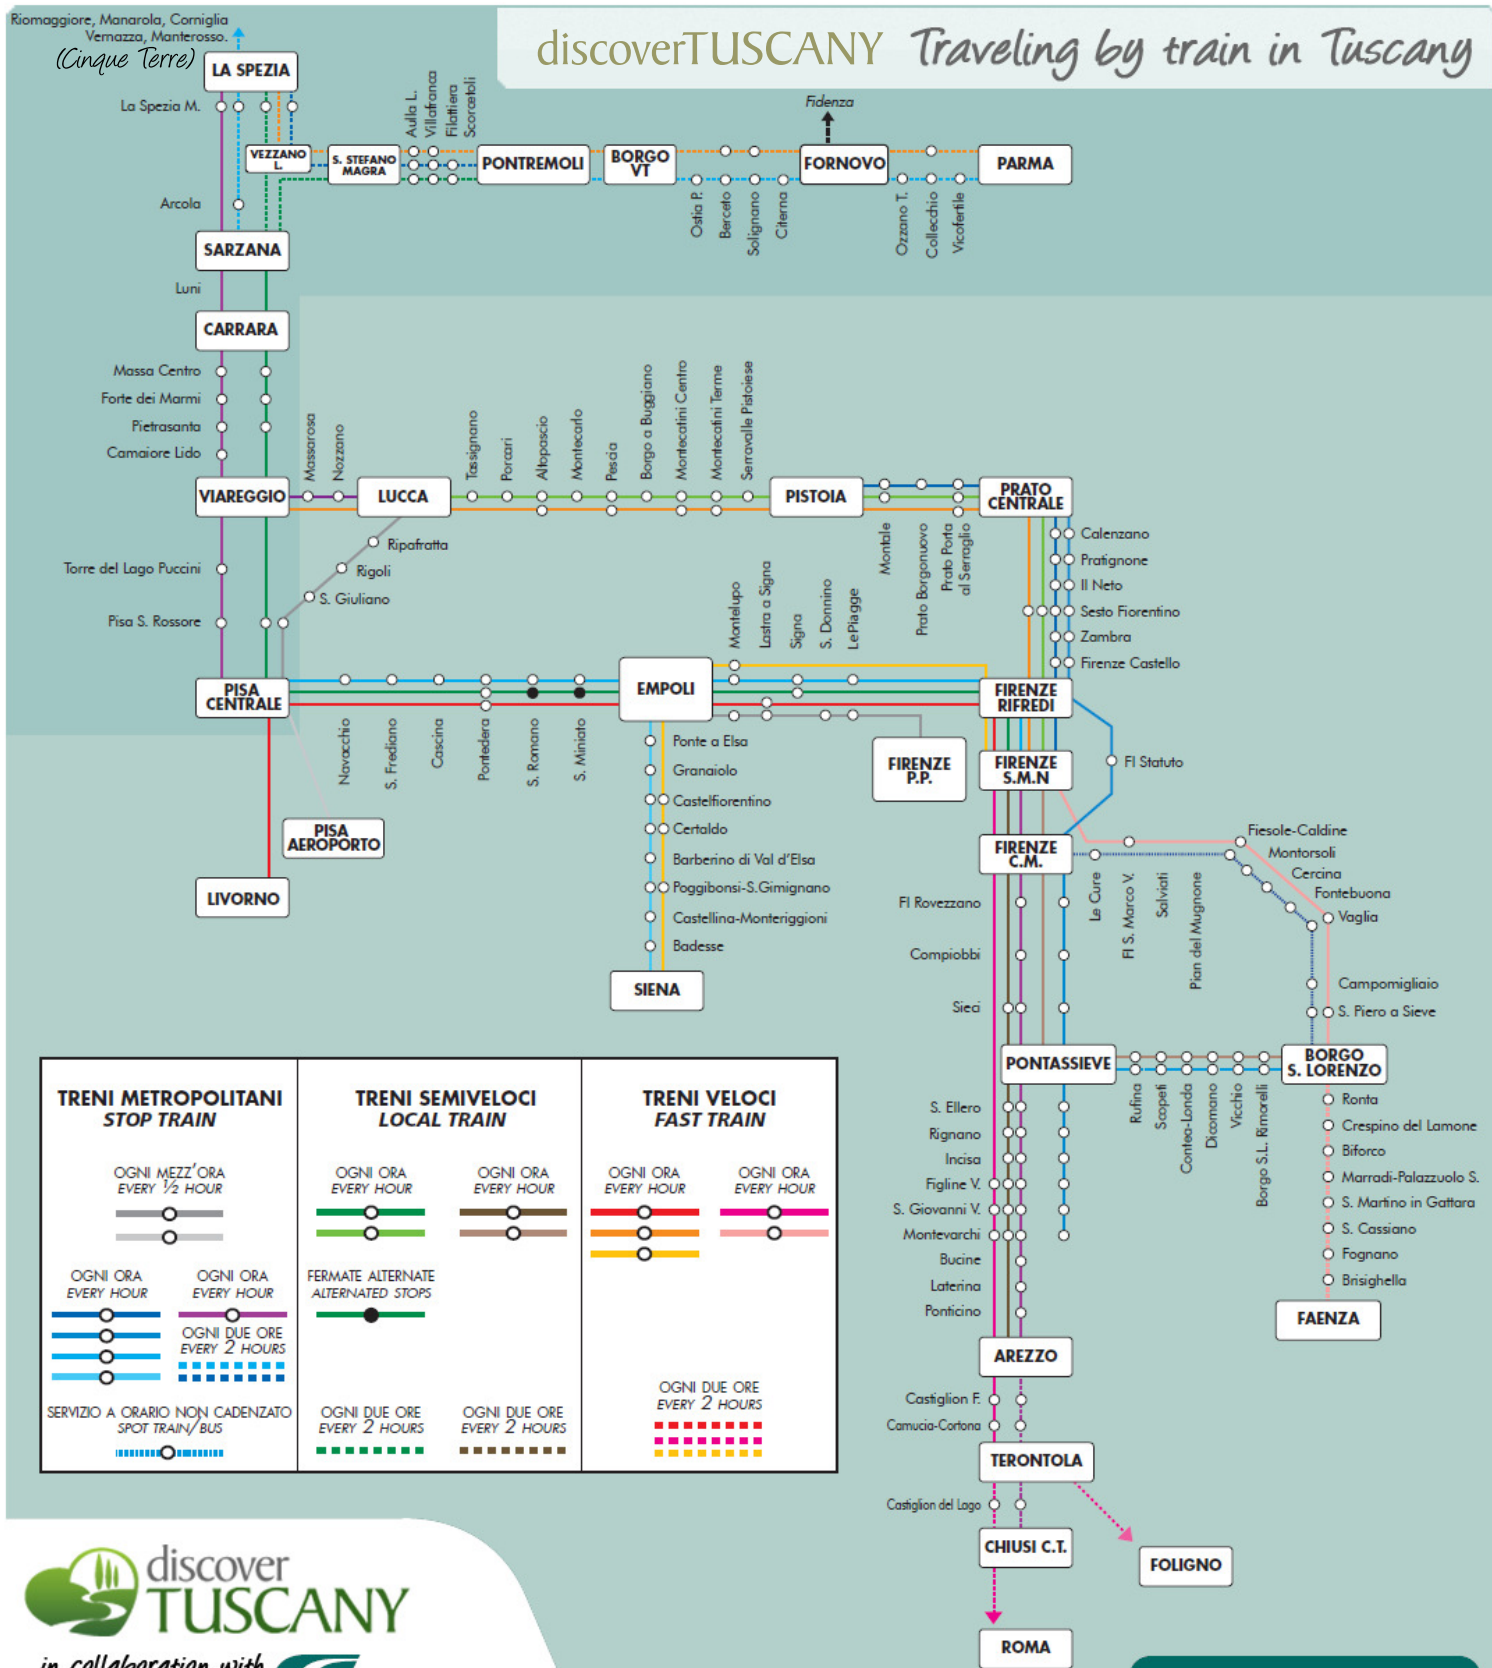 Riomaggiore, Manarola, Corniglia
Vernazza, Manterosso.
(Cinque Terre)
discoverTUSCANY Traveling by train in Tuscany
LA SPEZIA
La Spezia M.
Aulla L.
Villafranca
Filattiera
Scorcetoli
Fidenza
VEZZANO
L.
S. STEFANO
MAGRA
PONTREMOLI
BORGO
VT
FORNOVO
PARMA
Ostia P.
Berceto
Solignano
Citerna
Ozzano T.
Collecchio
Vicofertile
Arcola
SARZANA
Luni
CARRARA
Massa Centro
Forte dei Marmi
Pietrasanta
Camaiore Lido
VIAREGGIO
Massarosa
Nozzano
LUCCA
Tassignano
Porcari
Altopascio
Montecarlo
Pescia
Borgo a Buggiano
Montecatini Centro
Montecatini Terme
Serravalle Pistoiese
PISTOIA
PRATO
CENTRALE
Montale
Prato Borgonuovo
Prato Porta
al Serraglio
Calenzano
Pratignone
Il Neto
Sesto Fiorentino
Zambra
Firenze Castello
Ripafratta
Rigoli
S. Giuliano
Torre del Lago Puccini
Pisa S. Rossore
PISA
CENTRALE
Navacchio
S. Frediano
Cascina
Pontedera
S. Romano
S. Miniato
EMPOLI
Montelupo
Lastra a Signa
Signa
S. Donnino
Le Piagge
FIRENZE
RIFREDI
FIRENZE
P.P.
FIRENZE
S.M.N
FI Statuto
FIRENZE
C.M.
PISA
AEROPORTO
LIVORNO
Ponte a Elsa
Granaiolo
Castelfiorentino
Certaldo
Barberino di Val d'Elsa
Poggibonsi-S.Gimignano
Castellina-Monteriggioni
Badesse
SIENA
Fiesole-Caldine
Montorsoli
Cercina
Fontebuona
Vaglia
Le Cure
FI S. Marco V.
Salviati
Pian del Mugnone
Campomigliaio
S. Piero a Sieve
FI Rovezzano
Compiobbi
Sieci
PONTASSIEVE
Rufina
Scopeti
Contea-Londa
Dicomano
Vicchio
Borgo S.L. Rimorelli
BORGO
S. LORENZO
Ronta
Crespino del Lamone
Biforco
Marradi-Palazzuolo S.
S. Martino in Gattara
S. Cassiano
Fognano
Brisighella
FAENZA
S. Ellero
Rignano
Incisa
Figline V.
S. Giovanni V.
Montevarchi
Bucine
Laterina
Ponticino
AREZZO
Castiglion F.
Camucia-Cortona
TERONTOLA
Castiglion del Lago
CHIUSI C.T.
FOLIGNO
ROMA
TRENI METROPOLITANI
STOP TRAIN
OGNI MEZZ'ORA
EVERY ½ HOUR
OGNI ORA
EVERY HOUR
OGNI ORA
EVERY HOUR
OGNI DUE ORE
EVERY 2 HOURS
SERVIZIO A ORARIO NON CADENZATO
SPOT TRAIN/BUS
TRENI SEMIVELOCI
LOCAL TRAIN
OGNI ORA
EVERY HOUR
OGNI ORA
EVERY HOUR
FERMATE ALTERNATE
ALTERNATED STOPS
OGNI DUE ORE
EVERY 2 HOURS
OGNI DUE ORE
EVERY 2 HOURS
TRENI VELOCI
FAST TRAIN
OGNI ORA
EVERY HOUR
OGNI ORA
EVERY HOUR
OGNI DUE ORE
EVERY 2 HOURS
discover
TUSCANY
in collaboration with